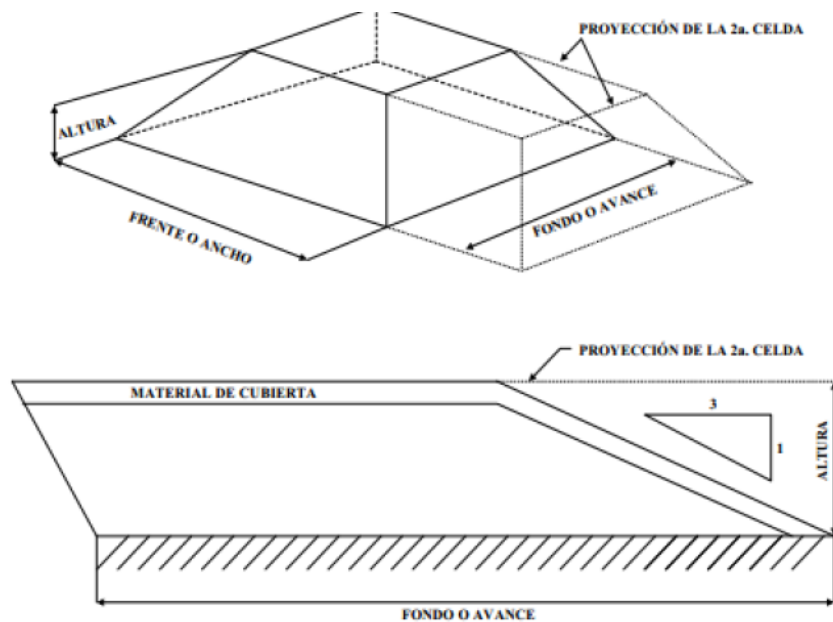 PROYECCIÓN DE LA 2a. CELDA
ALTURA
FRENTE O ANCHO
FONDO O AVANCE
PROYECCIÓN DE LA 2a. CELDA
MATERIAL DE CUBIERTA
3
1
ALTURA
FONDO O AVANCE